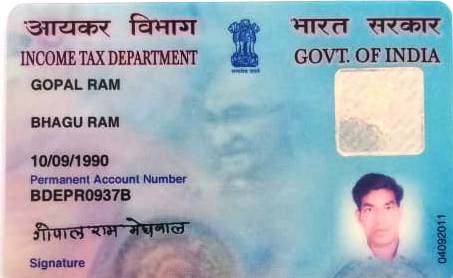 आयकर विभाग
भारत सरकार
INCOME TAX DEPARTMENT
GOVT. OF INDIA
GOPAL RAM
BHAGU RAM
10/09/1990
Permanent Account Number
BDEPR0937B
गोपाल राम मेघवाल
Signature
04092011